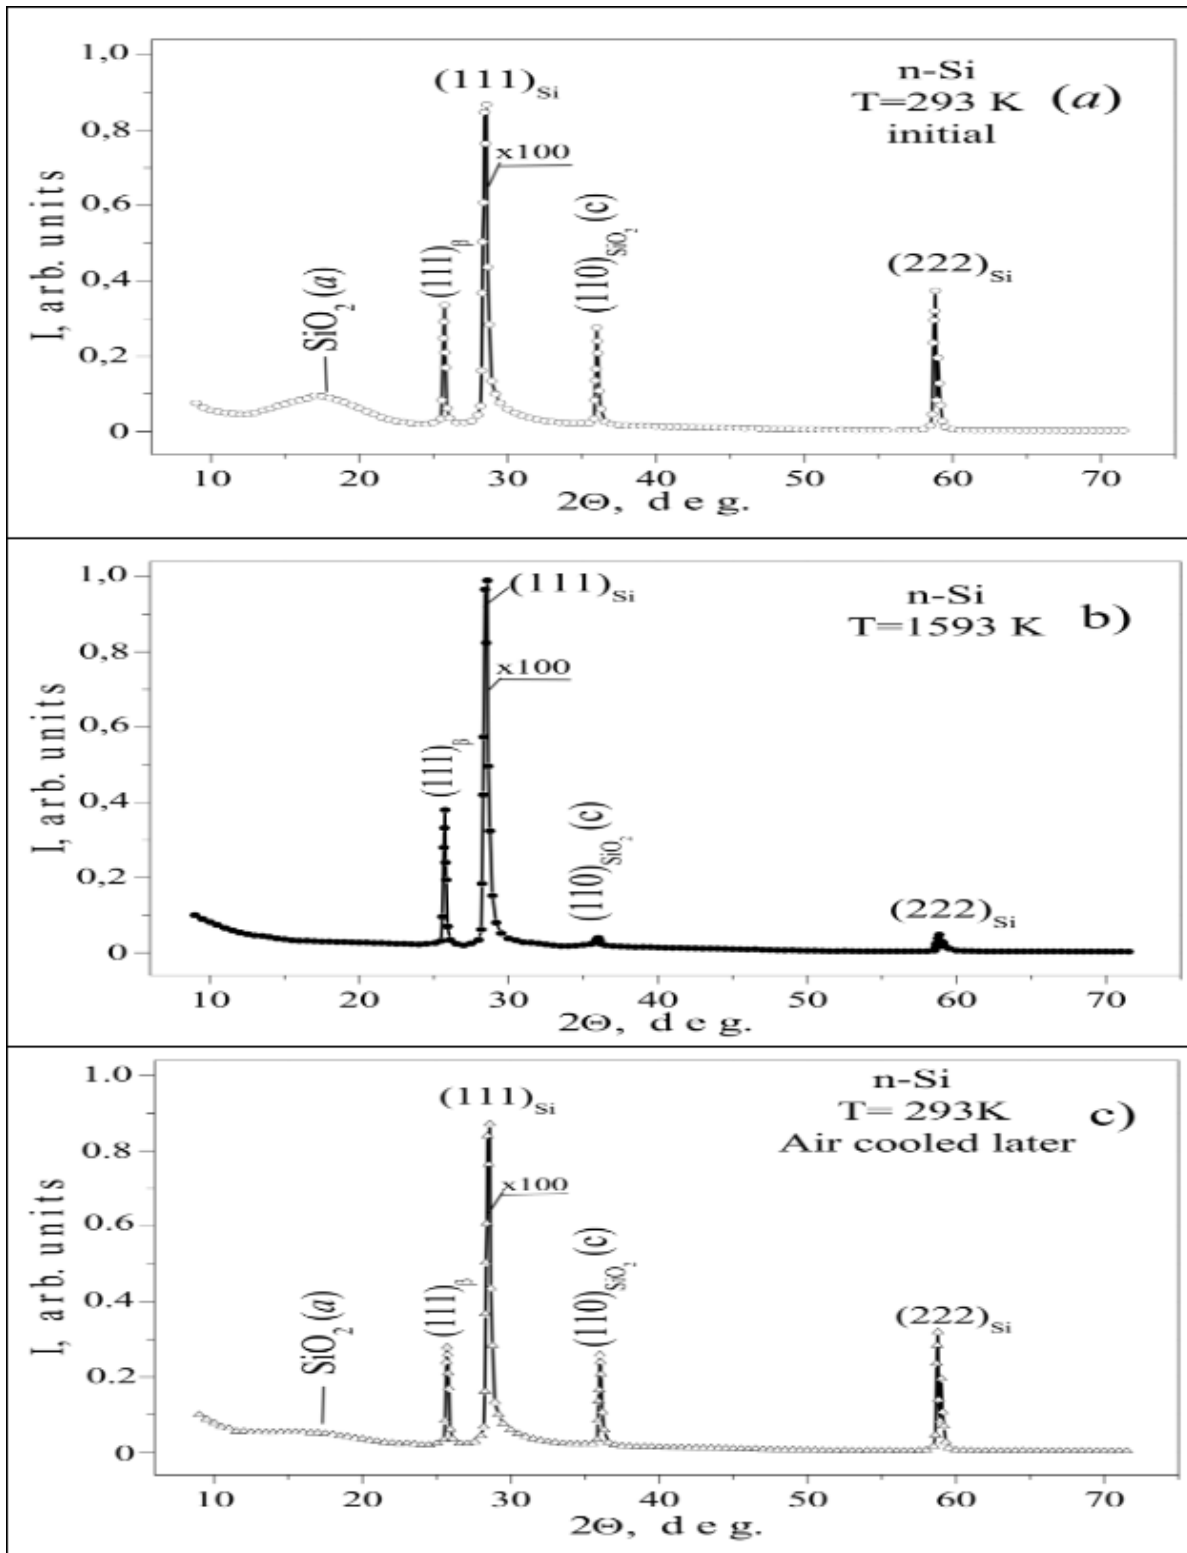 1,0
0,8
0,6
0,4
0,2
0
I, arb. units
n-Si
T=293 K (a)
initial
(111)Si
x100
SiO2(a)
(111)β
(110)SiO2 (c)
(222)Si
10 20 30 40 50 60 70
2Θ, d e g.
1,0
0,8
0,6
0,4
0,2
0
I, arb. units
n-Si
T=1593 K b)
(111)Si
x100
(111)β
(110)SiO2 (c)
(222)Si
10 20 30 40 50 60 70
2Θ, d e g.
1.0
0.8
0.6
0.4
0.2
0
I, arb. units
n-Si
T= 293K c)
Air cooled later
(111)Si
x100
SiO2(a)
(111)β
(110)SiO2 (c)
(222)Si
10 20 30 40 50 60 70
2Θ, d e g.